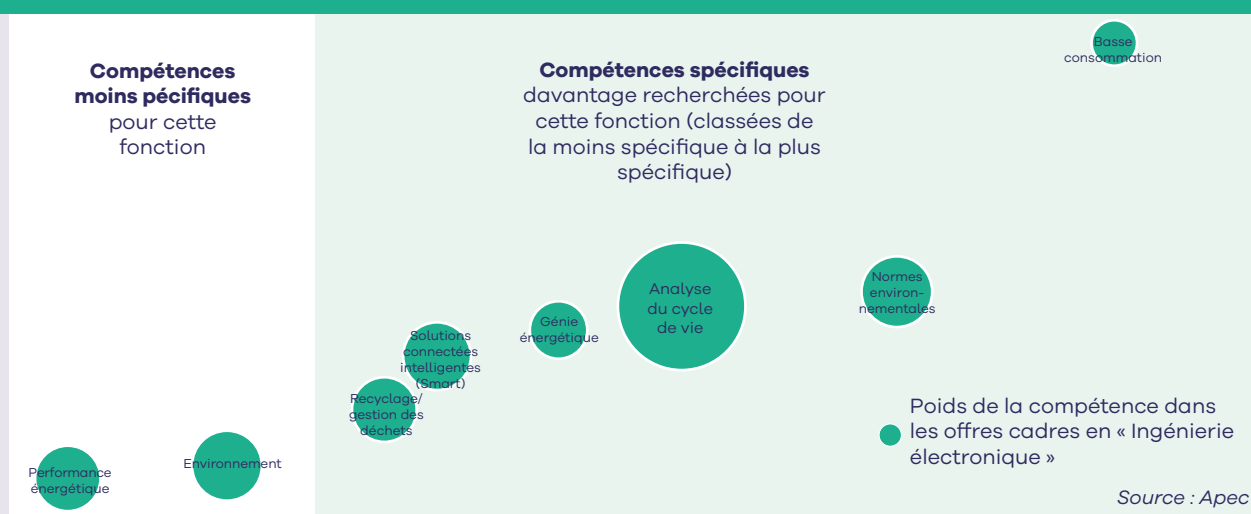 Compétences
moins pécifiques
pour cette
fonction
Compétences spécifiques
davantage recherchées pour
cette fonction (classées de
la moins spécifique à la plus
spécifique)
Basse
consommation
Normes
environ-
nementales
Analyse
du cycle
de vie
Génie
énergétique
Solutions
connectées
intelligentes
(Smart)
Recyclage/
gestion des
déchets
Environnement
Performance
énergétique
Poids de la compétence dans
les offres cadres en « Ingénierie
électronique »
Source : Apec